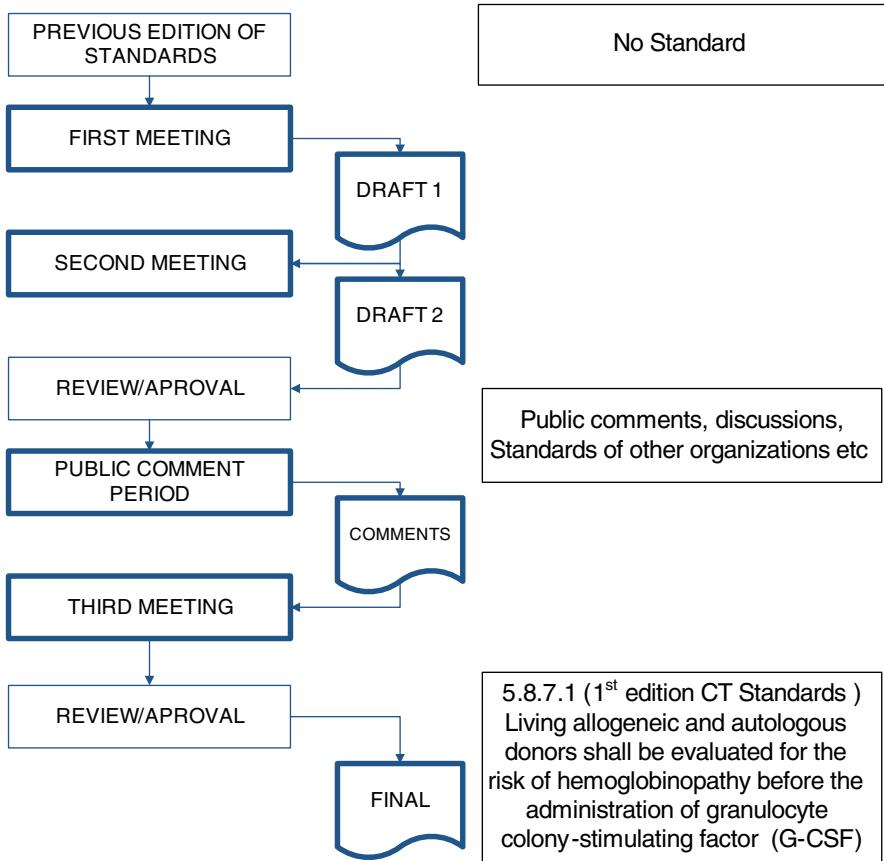 PREVIOUS EDITION OF
STANDARDS
No Standard
FIRST MEETING
DRAFT 1
SECOND MEETING
DRAFT 2
REVIEW/APROVAL
Public comments, discussions,
Standards of other organizations etc
PUBLIC COMMENT
PERIOD
COMMENTS
THIRD MEETING
REVIEW/APROVAL
5.8.7.1 (1st edition CT Standards )
Living allogeneic and autologous
donors shall be evaluated for the
risk of hemoglobinopathy before the
administration of granulocyte
colony-stimulating factor (G-CSF)
FINAL